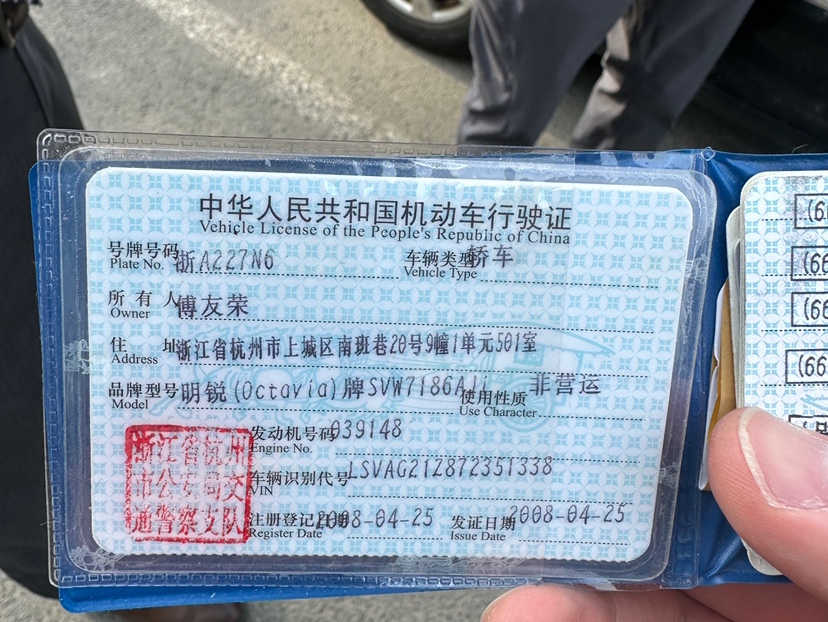 中华人民共和国机动车行驶证
Vehicle License of the People's Republic of China
号牌号码 浙A227N6 车辆类型 轿车
Plate No. Vehicle Type
所有人 傅友荣
Owner
住址 浙江省杭州市上城区南班巷20号9幢1单元501室
Address
品牌型号 明锐(Octavia)牌SVW7186AJi 使用性质 非营运
Model Use Character
浙江省杭州
市公安局交
通警察支队
发动机号码 039148
Engine No.
车辆识别代号 LSVAG21Z872351338
VIN
注册登记日期 2008-04-25 发证日期 2008-04-25
Register Date Issue Date